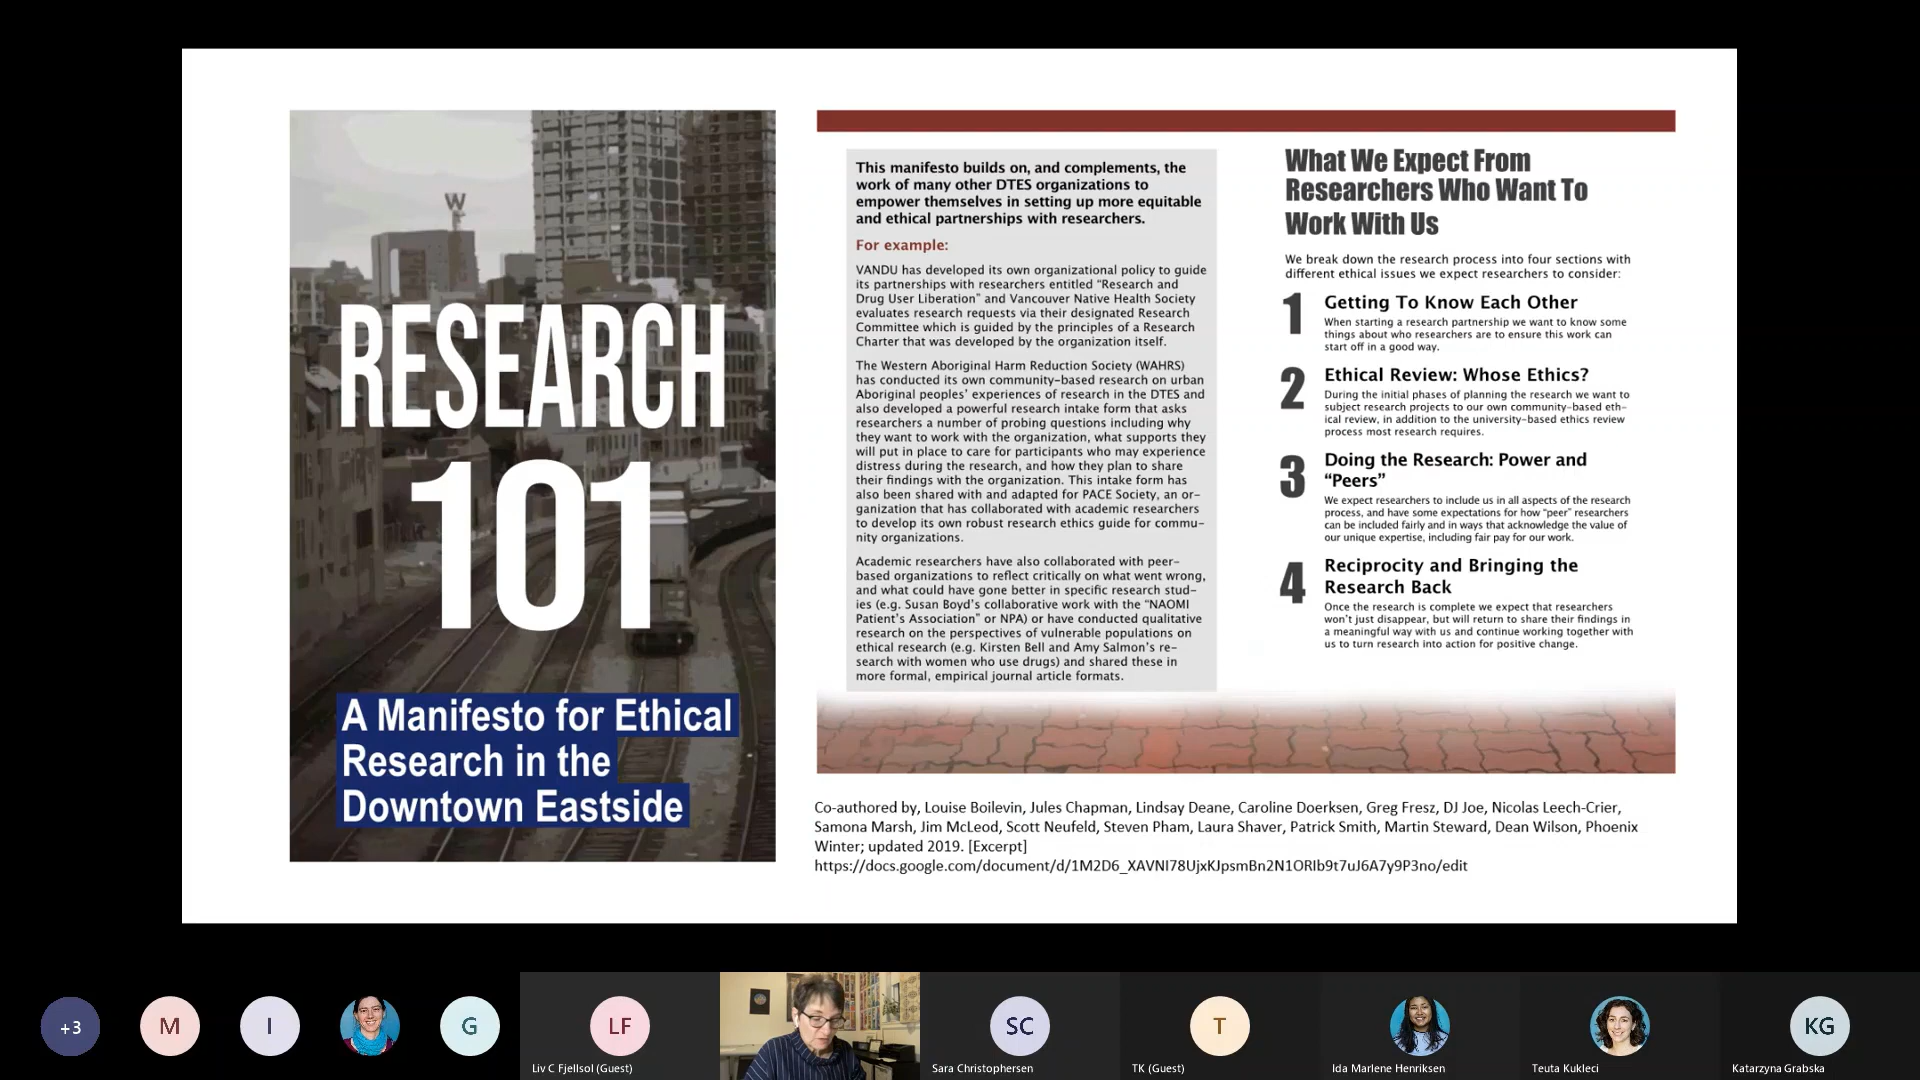 W
RESEARCH
101
A Manifesto for Ethical
Research in the
Downtown Eastside
This manifesto builds on, and complements, the
work of many other DTES organizations to
empower themselves in setting up more equitable
and ethical partnerships with researchers.
For example:
VANDU has developed its own organizational policy to guide
its partnerships with researchers entitled “Research and
Drug User Liberation” and Vancouver Native Health Society
evaluates research requests via their designated Research
Committee which is guided by the principles of a Research
Charter that was developed by the organization itself.
The Western Aboriginal Harm Reduction Society (WAHRS)
has conducted its own community-based research on urban
Aboriginal peoples’ experiences of research in the DTES and
also developed a powerful research intake form that asks
researchers a number of probing questions including why
they want to work with the organization, what supports they
will put in place to care for participants who may experience
distress during the research, and how they plan to share
their findings with the organization. This intake form has
also been shared with and adapted for PACE Society, an or-
ganization that has collaborated with academic researchers
to develop its own robust research ethics guide for commu-
nity organizations.
Academic researchers have also collaborated with peer-
based organizations to reflect critically on what went wrong,
and what could have gone better in specific research stud-
ies (e.g. Susan Boyd’s collaborative work with the “NAOMI
Patient’s Association” or NPA) or have conducted qualitative
research on the perspectives of vulnerable populations on
ethical research (e.g. Kirsten Bell and Amy Salmon’s re-
search with women who use drugs) and shared these in
more formal, empirical journal article formats.
What We Expect From
Researchers Who Want To
Work With Us
We break down the research process into four sections with
different ethical issues we expect researchers to consider:
1 Getting To Know Each Other
When starting a research partnership we want to know some
things about who researchers are to ensure this work can
start off in a good way.
2 Ethical Review: Whose Ethics?
During the initial phases of planning the research we want to
subject research projects to our own community-based eth-
ical review, in addition to the university-based ethics review
process most research requires.
3 Doing the Research: Power and
“Peers”
We expect researchers to include us in all aspects of the research
process, and have some expectations for how “peer” researchers
can be included fairly and in ways that acknowledge the value of
our unique expertise, including fair pay for our work.
4 Reciprocity and Bringing the
Research Back
Once the research is complete we expect that researchers
won’t just disappear, but will return to share their findings in
a meaningful way with us and continue working together with
us to turn research into action for positive change.
Co-authored by, Louise Boilevin, Jules Chapman, Lindsay Deane, Caroline Doerksen, Greg Fresz, DJ Joe, Nicolas Leech-Crier,
Samona Marsh, Jim McLeod, Scott Neufeld, Steven Pham, Laura Shaver, Patrick Smith, Martin Steward, Dean Wilson, Phoenix
Winter; updated 2019. [Excerpt]
https://docs.google.com/document/d/1M2D6_XAVNI78UjxKJpsmBn2N1ORIb9t7uJ6A7y9P3no/edit
+3
M
I
G
LF
SC
T
KG
Liv C Fjellsol (Guest)
Sara Christophersen
TK (Guest)
Ida Marlene Henriksen
Teuta Kukleci
Katarzyna Grabska